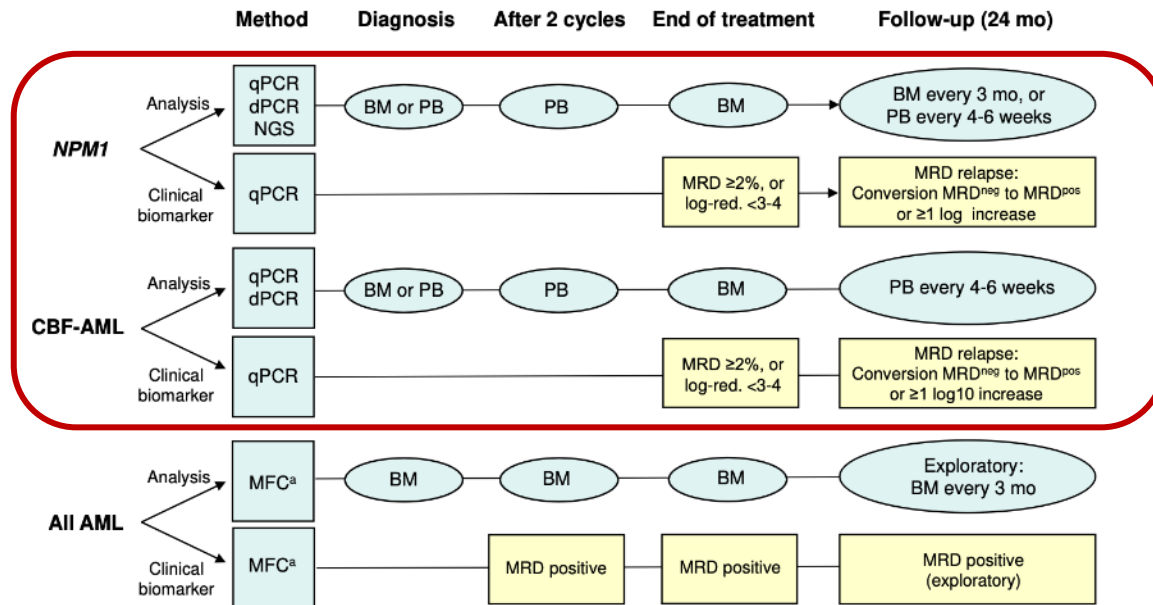 Method Diagnosis After 2 cycles End of treatment Follow-up (24 mo)
NPM1
Analysis
qPCR
dPCR
NGS
BM or PB
PB
BM
BM every 3 mo, or
PB every 4-6 weeks
Clinical
biomarker
qPCR
MRD ≥2%, or
log-red. <3-4
MRD relapse:
Conversion MRDneg to MRDpos
or ≥1 log increase
CBF-AML
Analysis
qPCR
dPCR
BM or PB
PB
BM
PB every 4-6 weeks
Clinical
biomarker
qPCR
MRD ≥2%, or
log-red. <3-4
MRD relapse:
Conversion MRDneg to MRDpos
or ≥1 log10 increase
All AML
Analysis
MFCa
BM
BM
BM
Exploratory:
BM every 3 mo
Clinical
biomarker
MFCa
MRD positive
MRD positive
MRD positive
(exploratory)